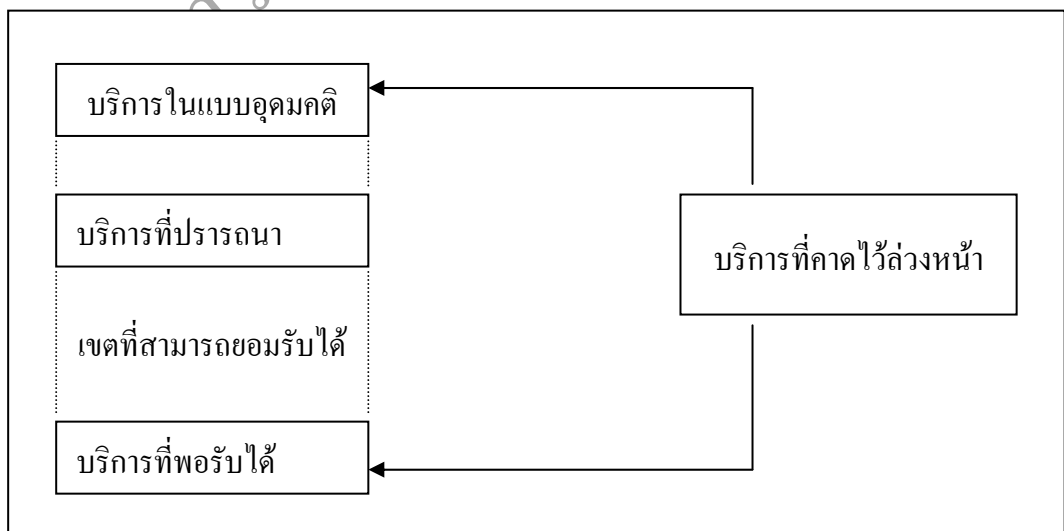 บริการในแบบอุดมคติ
บริการที่ปรารถนา
บริการที่คาดไว้ล่วงหน้า
เขตที่สามารถยอมรับได้
บริการที่พอรับได้